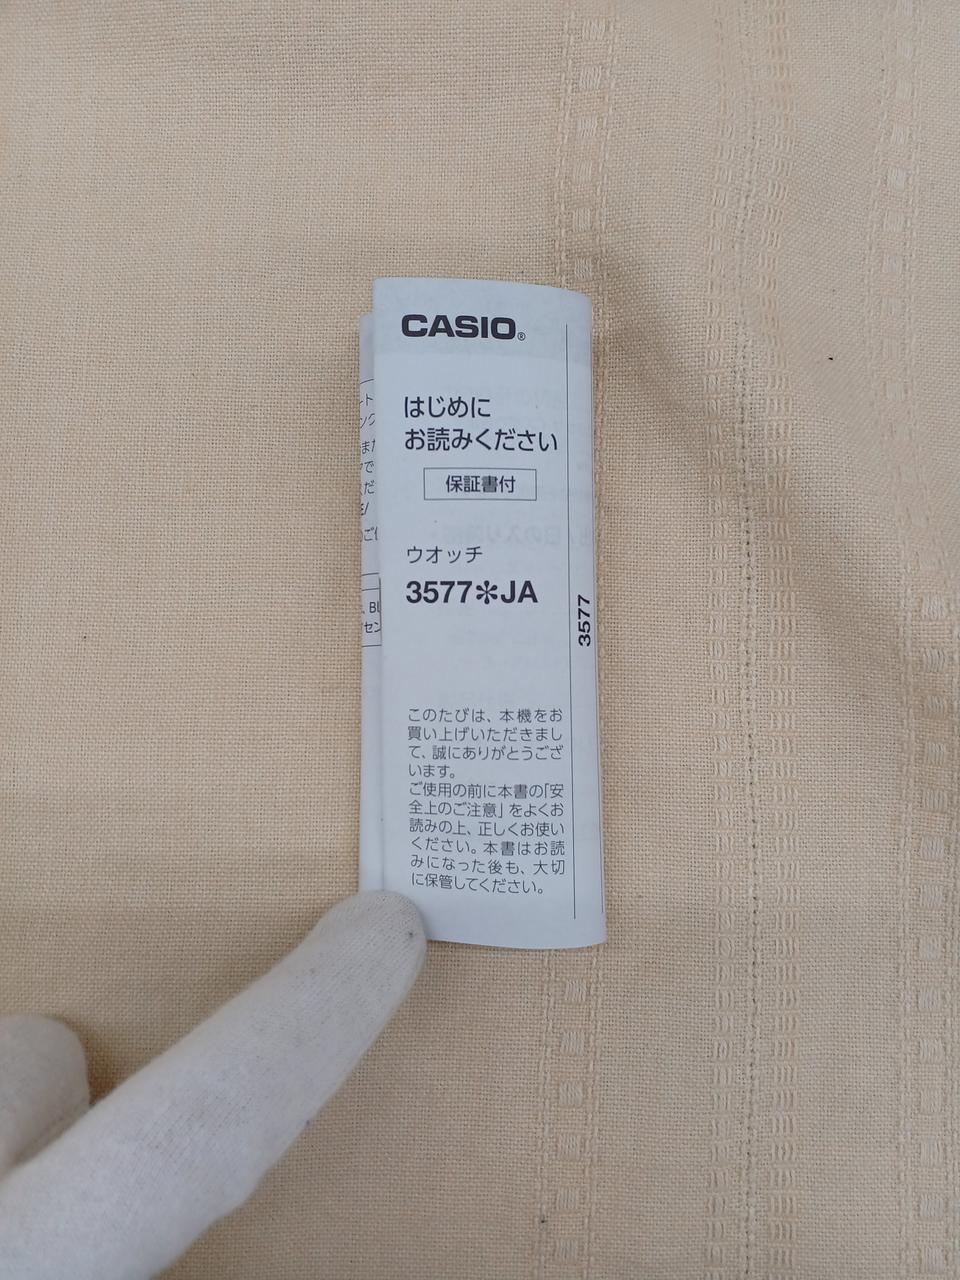 CASIO®
はじめに
お読みください
保証書付
ウオッチ
3577✻JA
3577
このたびは、本機をお
買い上げいただきまし
て、誠にありがとうござ
います。
ご使用の前に本書の「安
全上のご注意」をよくお
読みの上、正しくお使い
ください。本書はお読
みになった後も、大切
に保管してください。